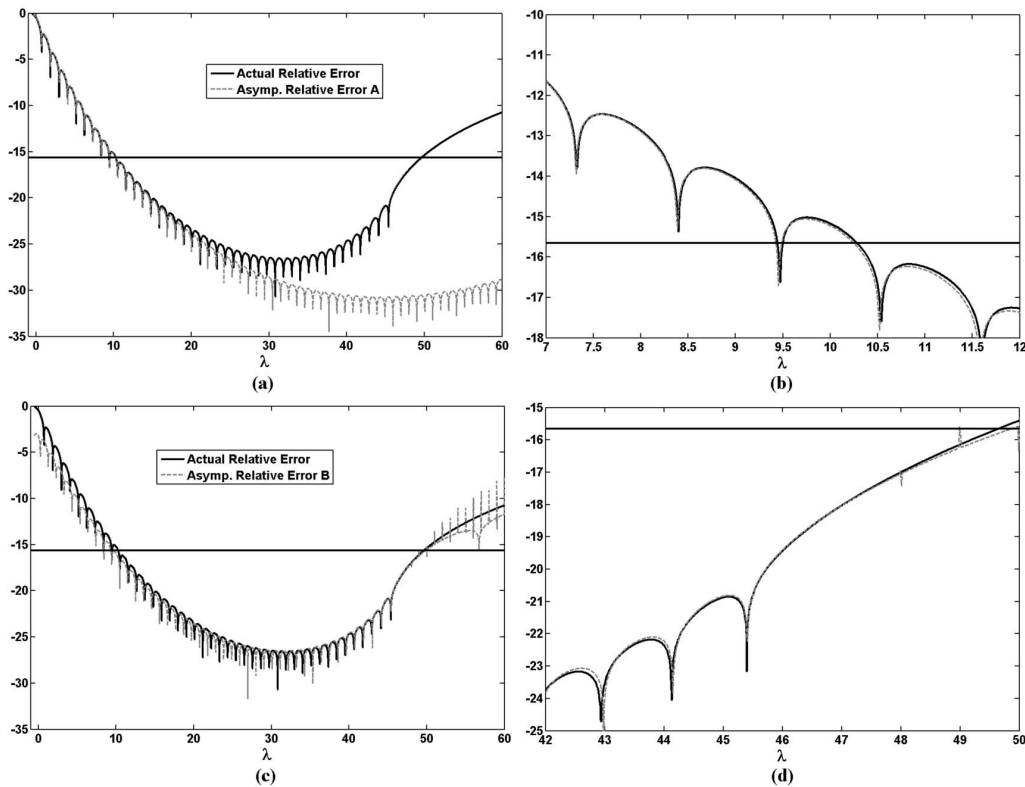 0
-5
-10
-15
-20
-25
-30
-35
Actual Relative Error
Asymp. Relative Error A
0 10 20 30 40 50 60
λ
(a)
-10
-11
-12
-13
-14
-15
-16
-17
-18
7 7.5 8 8.5 9 9.5 10 10.5 11 11.5 12
λ
(b)
0
-5
-10
-15
-20
-25
-30
-35
Actual Relative Error
Asymp. Relative Error B
0 10 20 30 40 50 60
λ
(c)
-15
-16
-17
-18
-19
-20
-21
-22
-23
-24
-25
42 43 44 45 46 47 48 49 50
λ
(d)